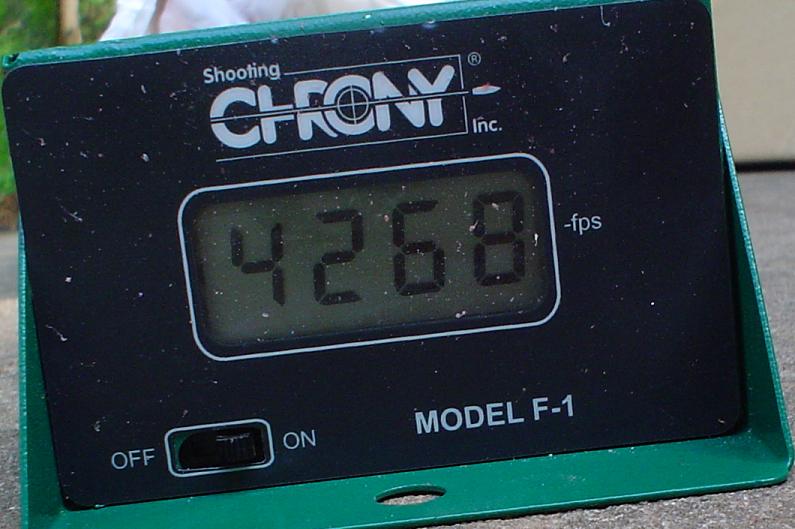 Shooting
CHRONY ®
Inc.
4268 -fps
MODEL F-1
OFF ON